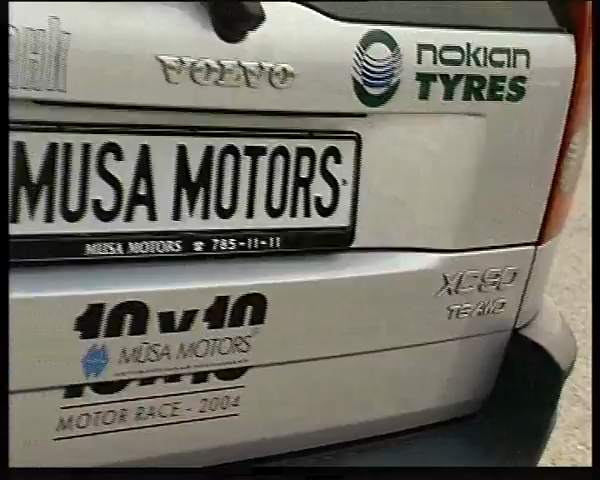 VOLVO
nokian
TYRES
MUSA MOTORS
MUSA MOTORS ☎ 785-11-11
XC90
10x10
MŪSA MOTORS
MOTOR RACE - 2004